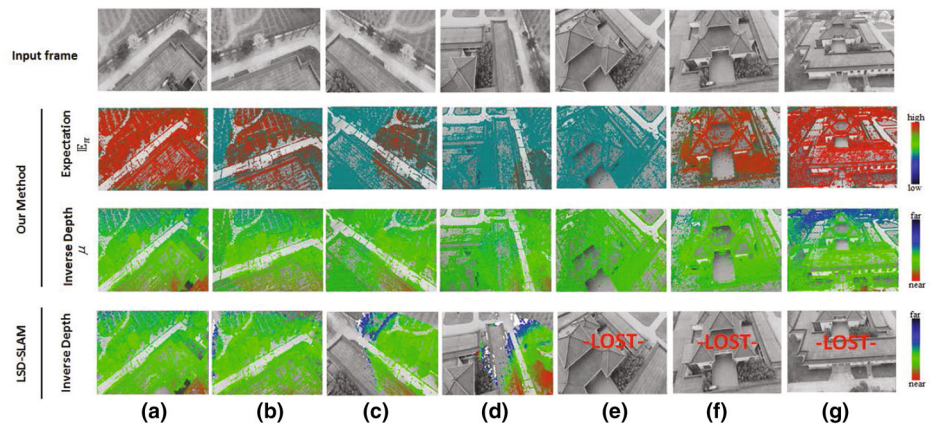 Input frame
Our Method
Expectation
𝔼π
high
low
Inverse Depth
μ
far
near
LSD-SLAM
Inverse Depth
-LOST-
-LOST-
-LOST-
far
near
(a)
(b)
(c)
(d)
(e)
(f)
(g)